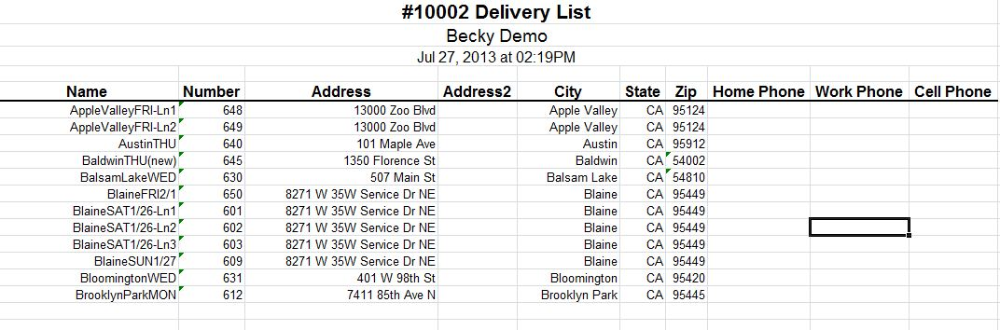 #10002 Delivery List
Becky Demo
Jul 27, 2013 at 02:19PM
Name Number Address Address2 City State Zip Home Phone Work Phone Cell Phone
AppleValleyFRI-Ln1 648 13000 Zoo Blvd Apple Valley CA 95124
AppleValleyFRI-Ln2 649 13000 Zoo Blvd Apple Valley CA 95124
AustinTHU 640 101 Maple Ave Austin CA 95912
BaldwinTHU(new) 645 1350 Florence St Baldwin CA 54002
BalsamLakeWED 630 507 Main St Balsam Lake CA 54810
BlaineFRI2/1 650 8271 W 35W Service Dr NE Blaine CA 95449
BlaineSAT1/26-Ln1 601 8271 W 35W Service Dr NE Blaine CA 95449
BlaineSAT1/26-Ln2 602 8271 W 35W Service Dr NE Blaine CA 95449
BlaineSAT1/26-Ln3 603 8271 W 35W Service Dr NE Blaine CA 95449
BlaineSUN1/27 609 8271 W 35W Service Dr NE Blaine CA 95449
BloomingtonWED 631 401 W 98th St Bloomington CA 95420
BrooklynParkMON 612 7411 85th Ave N Brooklyn Park CA 95445